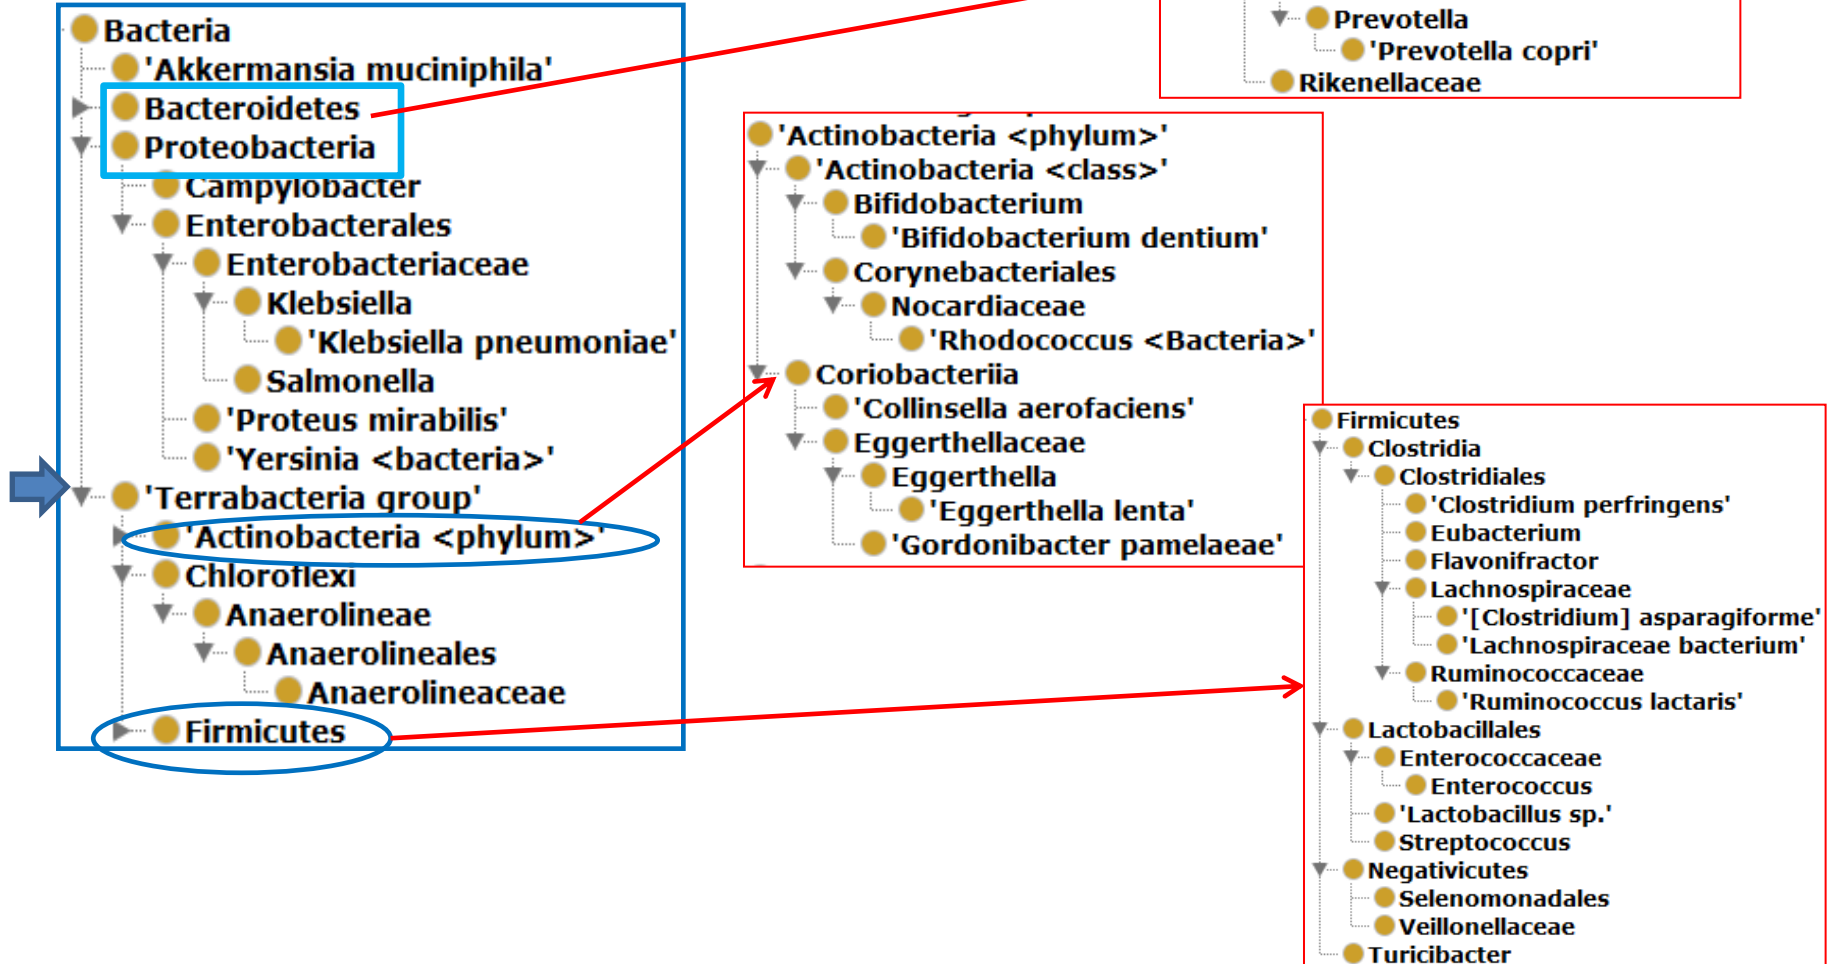 Bacteria
'Akkermansia muciniphila'
Bacteroidetes
Proteobacteria
Campylobacter
Enterobacterales
Enterobacteriaceae
Klebsiella
'Klebsiella pneumoniae'
Salmonella
'Proteus mirabilis'
'Yersinia <bacteria>'
'Terrabacteria group'
'Actinobacteria <phylum>'
Chloroflexi
Anaerolineae
Anaerolineales
Anaerolineaceae
Firmicutes
Prevotella
'Prevotella copri'
Rikenellaceae
'Actinobacteria <phylum>'
'Actinobacteria <class>'
Bifidobacterium
'Bifidobacterium dentium'
Corynebacteriales
Nocardiaceae
'Rhodococcus <Bacteria>'
Coriobacteriia
'Collinsella aerofaciens'
Eggerthellaceae
Eggerthella
'Eggerthella lenta'
'Gordonibacter pamelaeae'
Firmicutes
Clostridia
Clostridiales
'Clostridium perfringens'
Eubacterium
Flavonifractor
Lachnospiraceae
'[Clostridium] asparagiforme'
'Lachnospiraceae bacterium'
Ruminococcaceae
'Ruminococcus lactaris'
Lactobacillales
Enterococcaceae
Enterococcus
'Lactobacillus sp.'
Streptococcus
Negativicutes
Selenomonadales
Veillonellaceae
Turicibacter